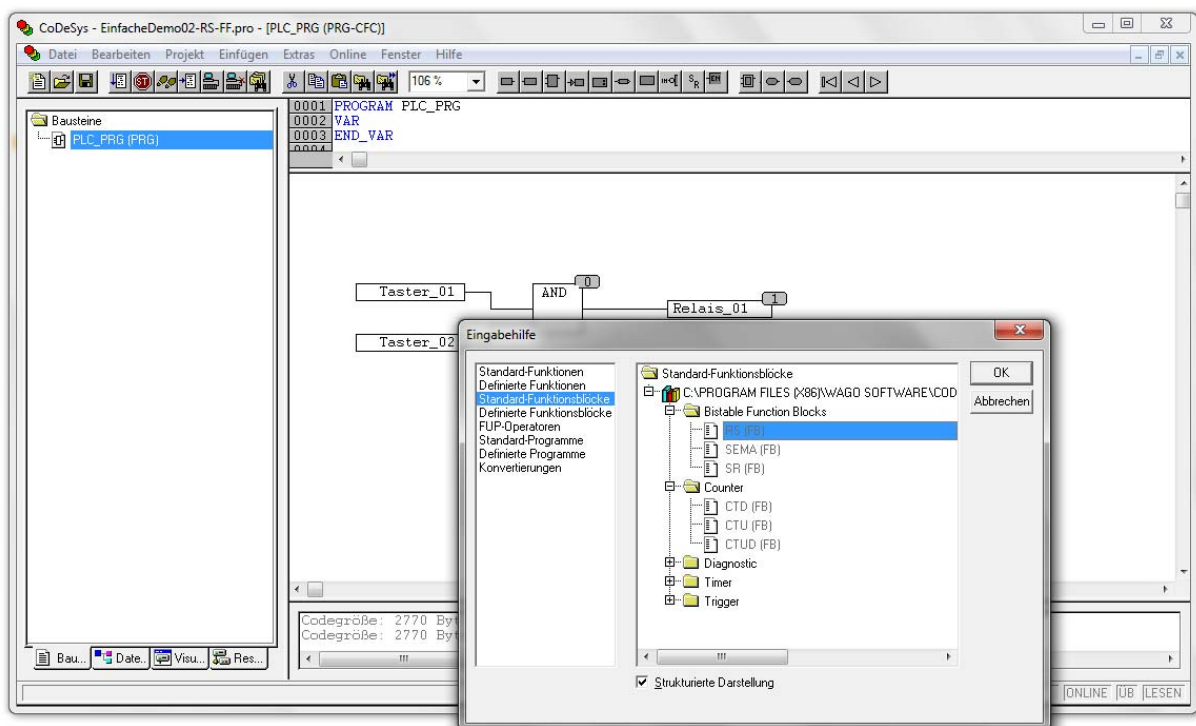 CoDeSys - EinfacheDemo02-RS-FF.pro - [PLC_PRG (PRG-CFC)]
Datei Bearbeiten Projekt Einfügen Extras Online Fenster Hilfe
106 %
Bausteine
PLC_PRG (PRG)
0001 PROGRAM PLC_PRG
0002 VAR
0003 END_VAR
0004
Taster_01
AND
0
Relais_01
1
Taster_02
Eingabehilfe
Standard-Funktionen
Definierte Funktionen
Standard-Funktionsblöcke
Definierte Funktionsblöcke
FUP-Operatoren
Standard-Programme
Definierte Programme
Konvertierungen
Standard-Funktionsblöcke
C:\PROGRAM FILES (X86)\WAGO SOFTWARE\COD
Bistable Function Blocks
RS (FB)
SEMA (FB)
SR (FB)
Counter
CTD (FB)
CTU (FB)
CTUD (FB)
Diagnostic
Timer
Trigger
OK
Abbrechen
Strukturierte Darstellung
Codegröße: 2770 Byt
Codegröße: 2770 Byt
Bau... Date.. Visu... Res...
ONLINE ÜB LESEN